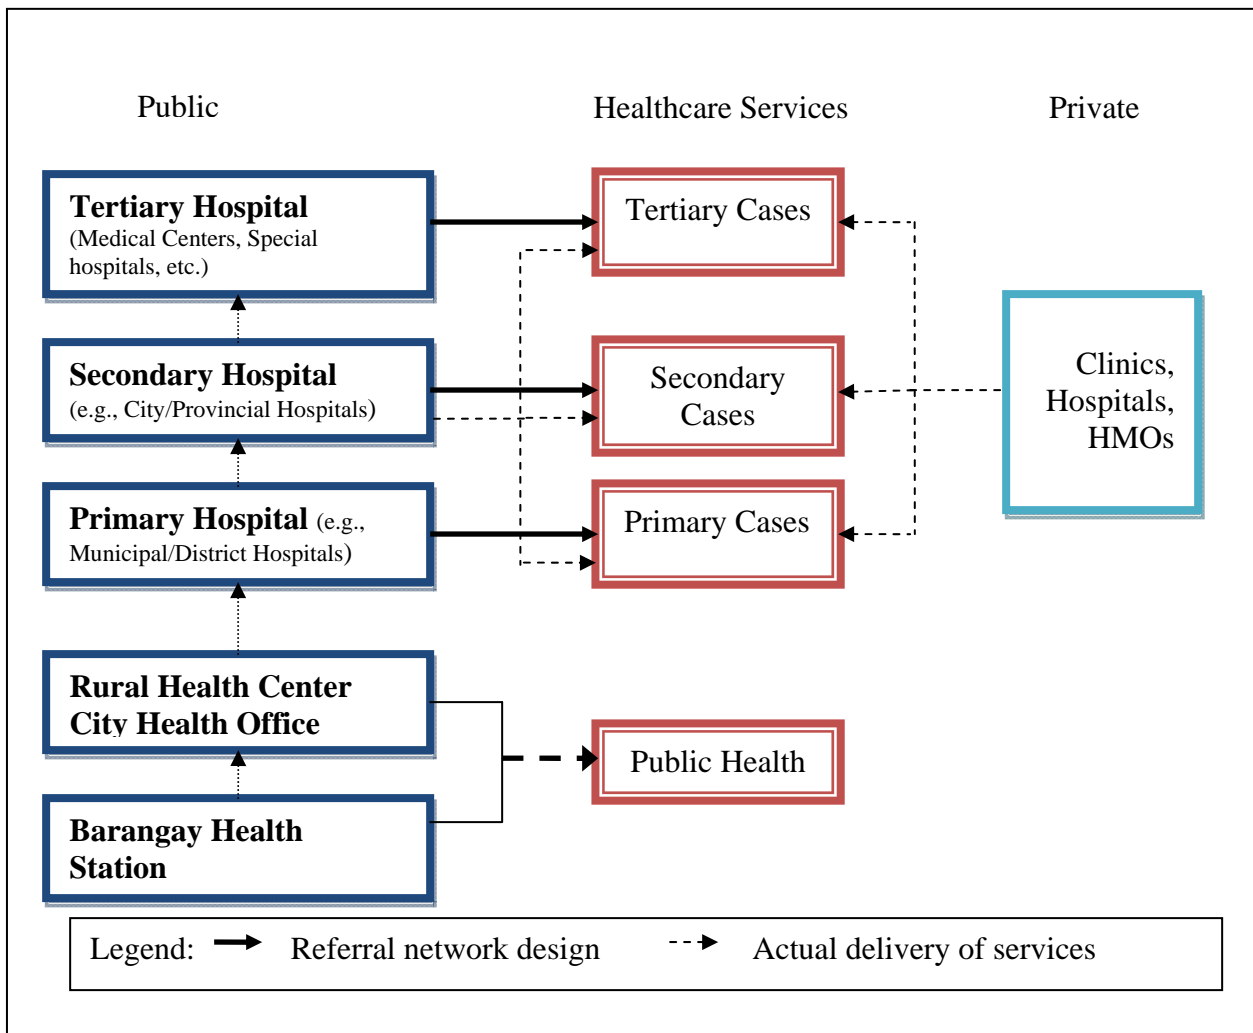 Public
Healthcare Services
Private
Tertiary Hospital
(Medical Centers, Special
hospitals, etc.)
Tertiary Cases
Secondary Hospital
(e.g., City/Provincial Hospitals)
Secondary
Cases
Clinics,
Hospitals,
HMOs
Primary Hospital (e.g.,
Municipal/District Hospitals)
Primary Cases
Rural Health Center
City Health Office
Public Health
Barangay Health
Station
Legend: Referral network design Actual delivery of services